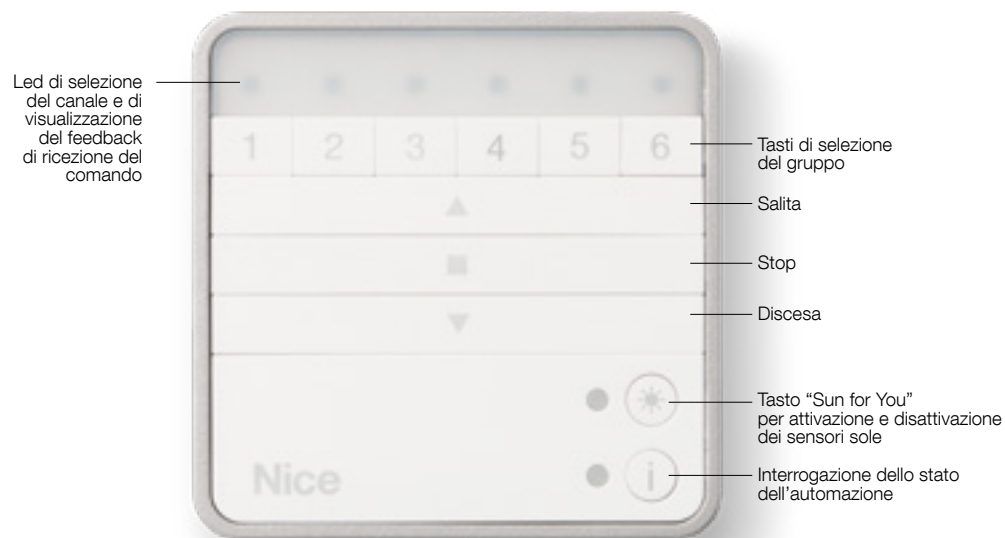 Led di selezione
del canale e di
visualizzazione
del feedback
di ricezione del
comando
1 2 3 4 5 6
Tasti di selezione
del gruppo
Salita
Stop
Discesa
Tasto “Sun for You”
per attivazione e disattivazione
dei sensori sole
i
Interrogazione dello stato
dell’automazione
Nice